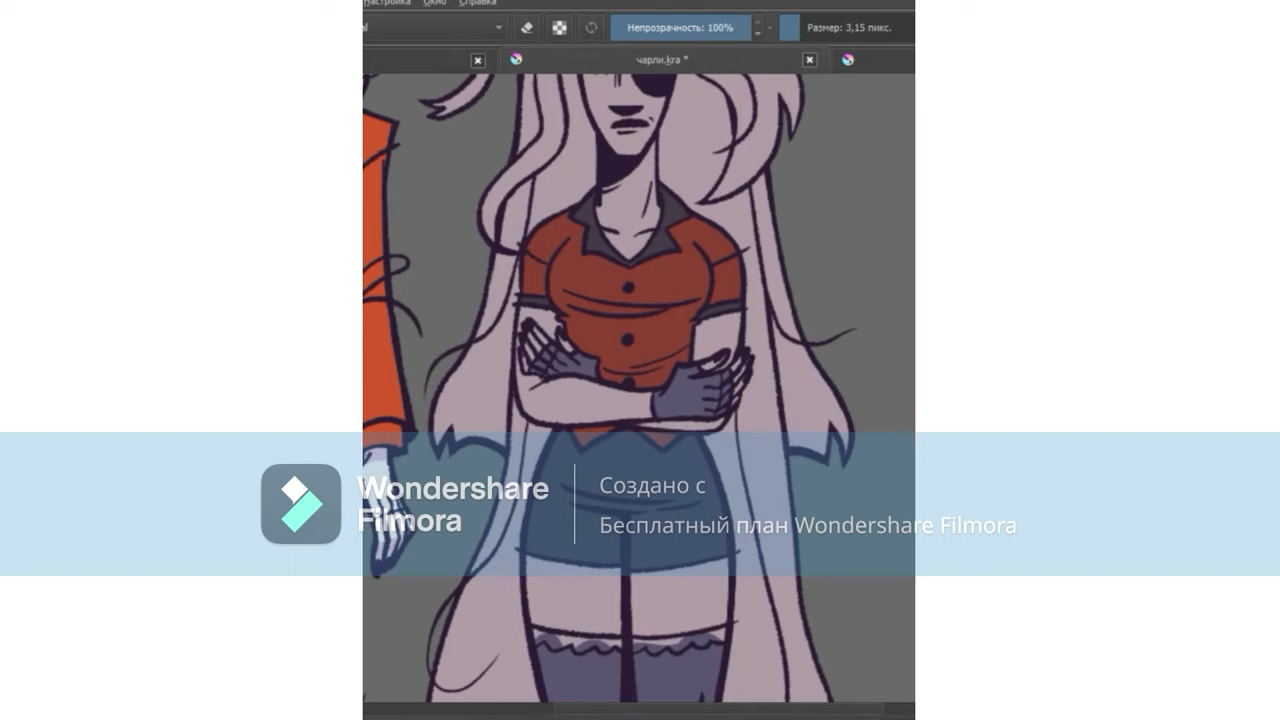 Настройка Окно Справка
Непрозрачность: 100% Размер: 3,15 пикс.
чарли.kra *
Wondershare
Filmora
Создано с
Бесплатный план Wondershare Filmora